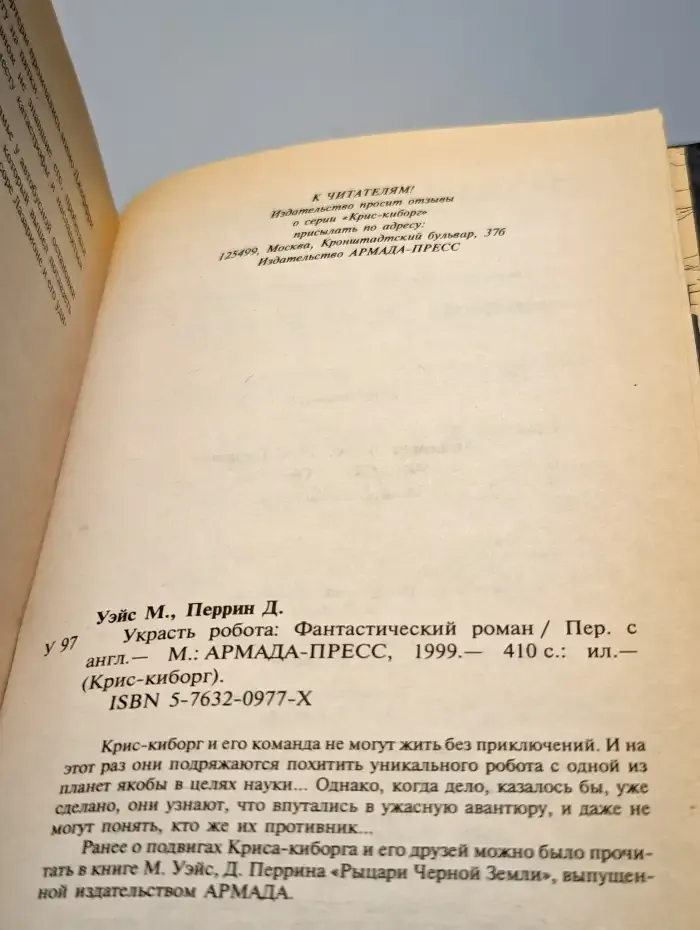 К ЧИТАТЕЛЯМ!
Издательство просит отзывы
о серии «Крис-киборг»
присылать по адресу:
125499, Москва, Кронштадтский бульвар, 37б
Издательство АРМАДА-ПРЕСС
Уэйс М., Перрин Д.
У 97 Украсть робота: Фантастический роман / Пер. с
англ.— М.: АРМАДА-ПРЕСС, 1999.— 410 с.: ил.—
(Крис-киборг).
ISBN 5-7632-0977-X
Крис-киборг и его команда не могут жить без приключений. И на
этот раз они подряжаются похитить уникального робота с одной из
планет якобы в целях науки... Однако, когда дело, казалось бы, уже
сделано, они узнают, что впутались в ужасную авантюру, и даже не
могут понять, кто же их противник...
Ранее о подвигах Криса-киборга и его друзей можно было прочи-
тать в книге М. Уэйс, Д. Перрина «Рыцари Черной Земли», выпущен-
ной издательством АРМАДА.